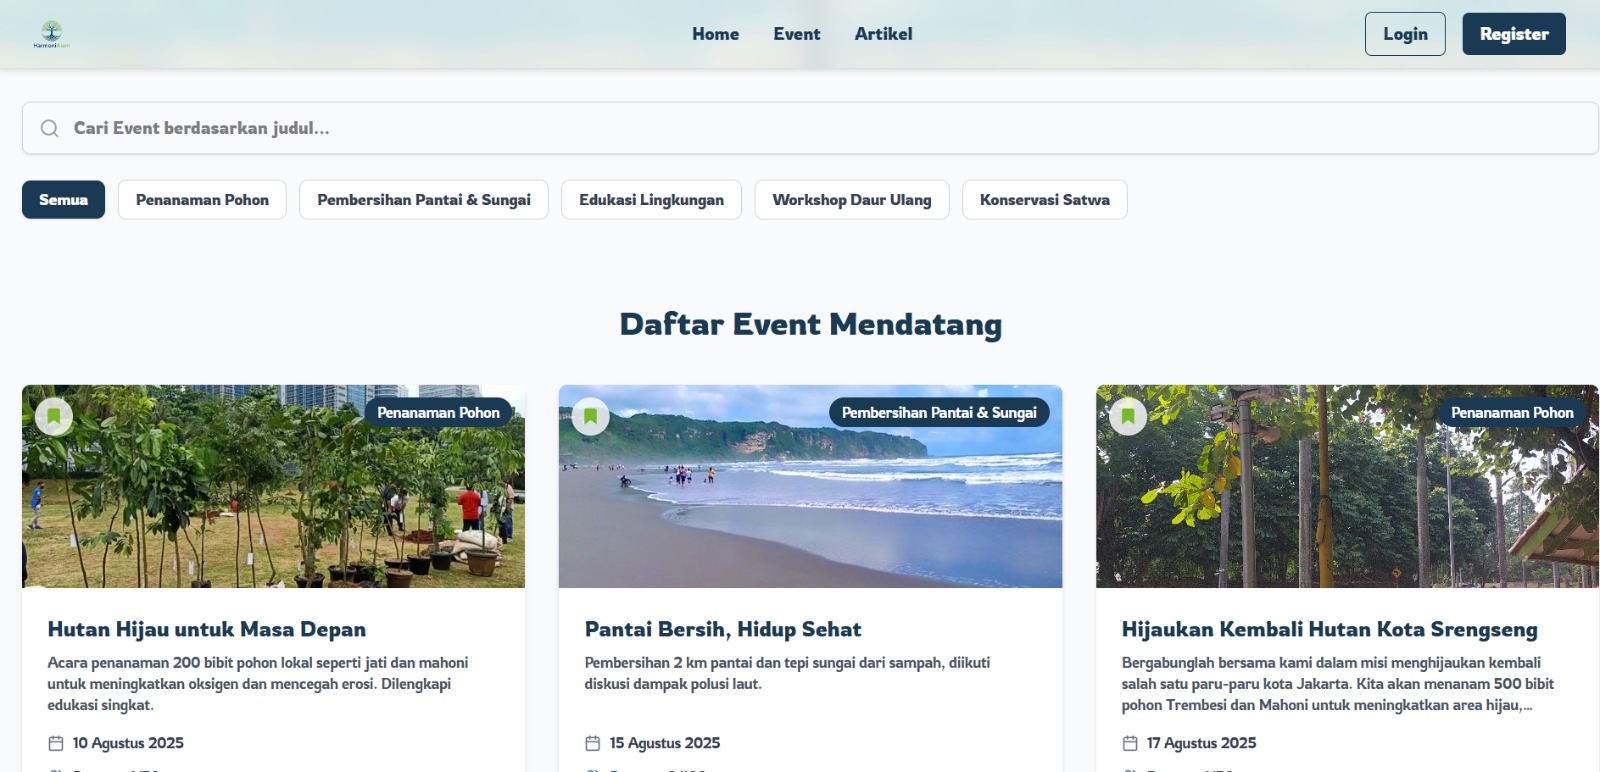 HarmoniAlam
Home
Event
Artikel
Login
Register
Cari Event berdasarkan judul...
Semua
Penanaman Pohon
Pembersihan Pantai & Sungai
Edukasi Lingkungan
Workshop Daur Ulang
Konservasi Satwa
Daftar Event Mendatang
Penanaman Pohon
Hutan Hijau untuk Masa Depan
Acara penanaman 200 bibit pohon lokal seperti jati dan mahoni
untuk meningkatkan oksigen dan mencegah erosi. Dilengkapi
edukasi singkat.
10 Agustus 2025
Pembersihan Pantai & Sungai
Pantai Bersih, Hidup Sehat
Pembersihan 2 km pantai dan tepi sungai dari sampah, diikuti
diskusi dampak polusi laut.
15 Agustus 2025
Penanaman Pohon
Hijaukan Kembali Hutan Kota Srengseng
Bergabunglah bersama kami dalam misi menghijaukan kembali
salah satu paru-paru kota Jakarta. Kita akan menanam 500 bibit
pohon Trembesi dan Mahoni untuk meningkatkan area hijau,...
17 Agustus 2025